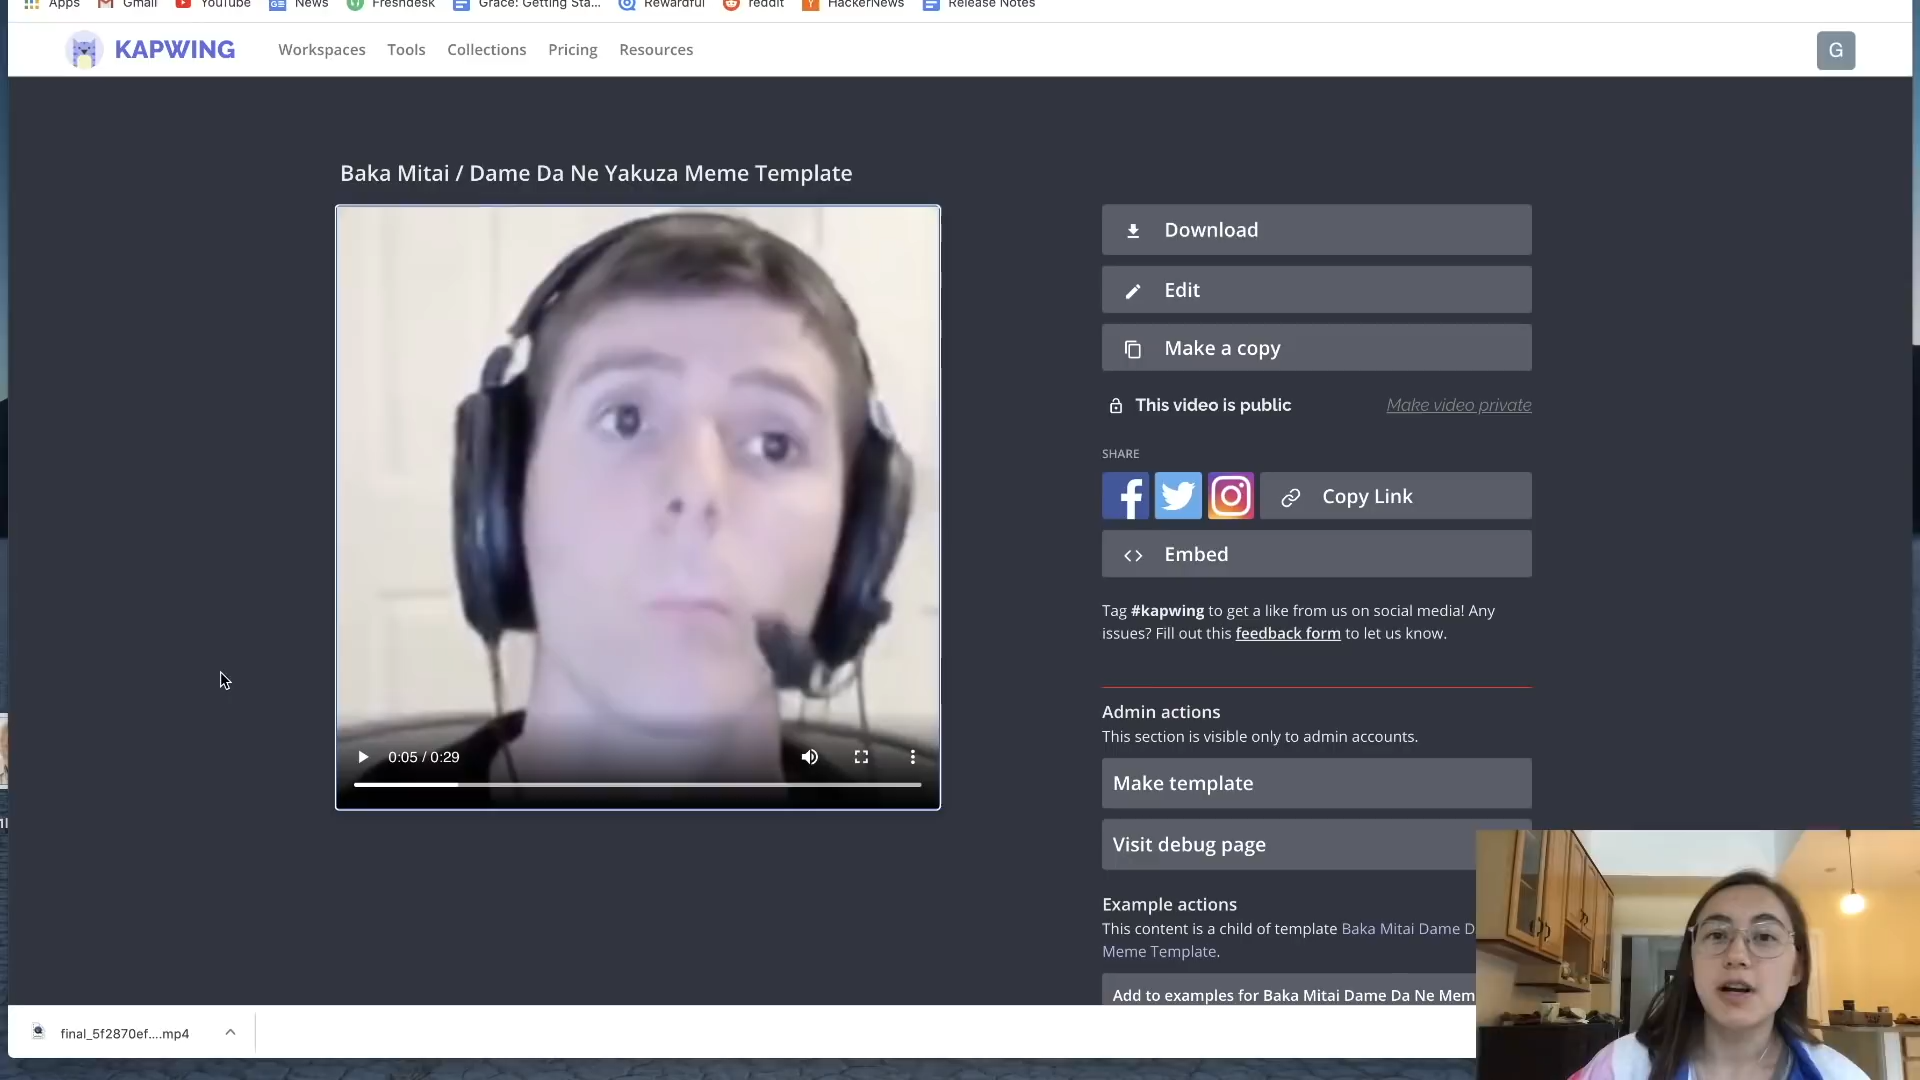 Apps
Gmail
YouTube
News
Freshdesk
Grace: Getting Sta...
Rewardful
reddit
HackerNews
Release Notes
KAPWING
Workspaces
Tools
Collections
Pricing
Resources
G
Baka Mitai / Dame Da Ne Yakuza Meme Template
0:05 / 0:29
Download
Edit
Make a copy
This video is public
Make video private
SHARE
Copy Link
Embed
Tag #kapwing to get a like from us on social media! Any
issues? Fill out this feedback form to let us know.
Admin actions
This section is visible only to admin accounts.
Make template
Visit debug page
Example actions
This content is a child of template Baka Mitai Dame D
Meme Template.
Add to examples for Baka Mitai Dame Da Ne Mem
final_5f2870ef....mp4